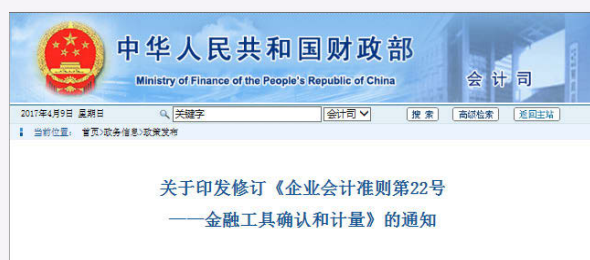 中华人民共和国财政部
Ministry of Finance of the People's Republic of China
会计司
2017年4月9日 星期日 关键字 会计司 搜索 高级检索 返回主站
当前位置: 首页>政务信息>政策发布
关于印发修订《企业会计准则第22号
——金融工具确认和计量》的通知